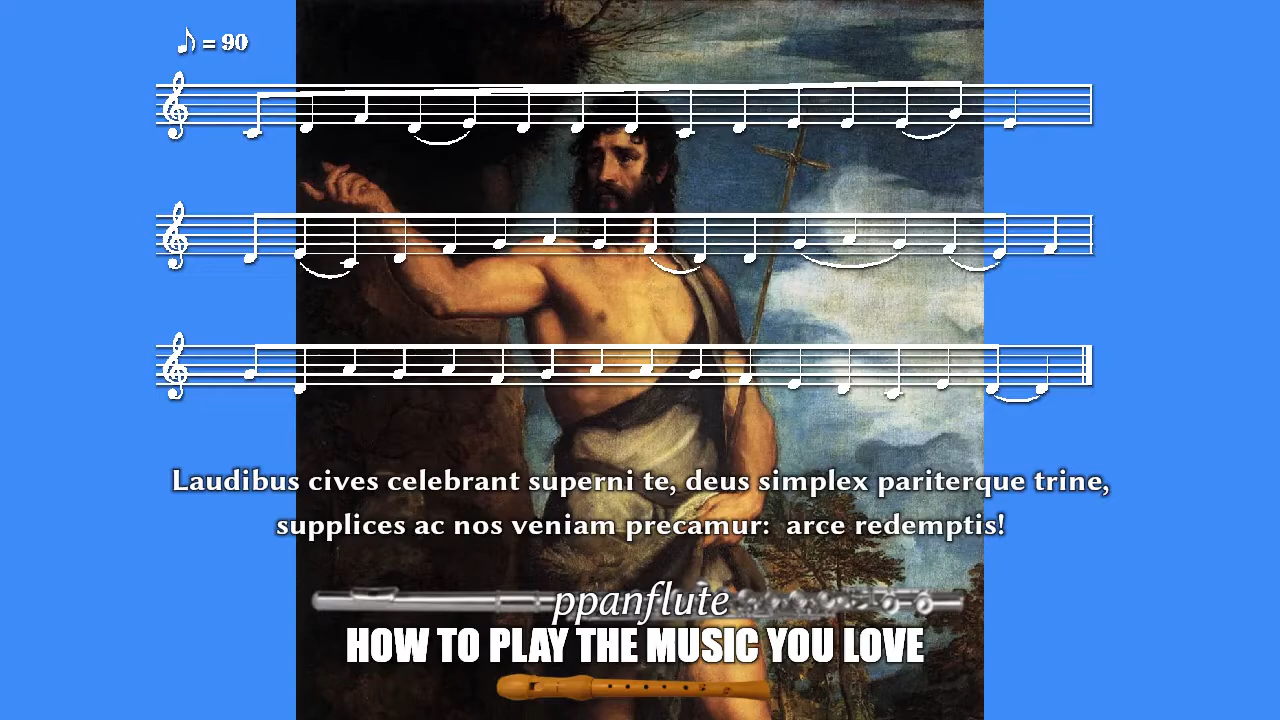 ♪ = 90
Laudibus cives celebrant superni te, deus simplex pariterque trine,
supplices ac nos veniam precamur: arce redemptis!
ppanflute
HOW TO PLAY THE MUSIC YOU LOVE